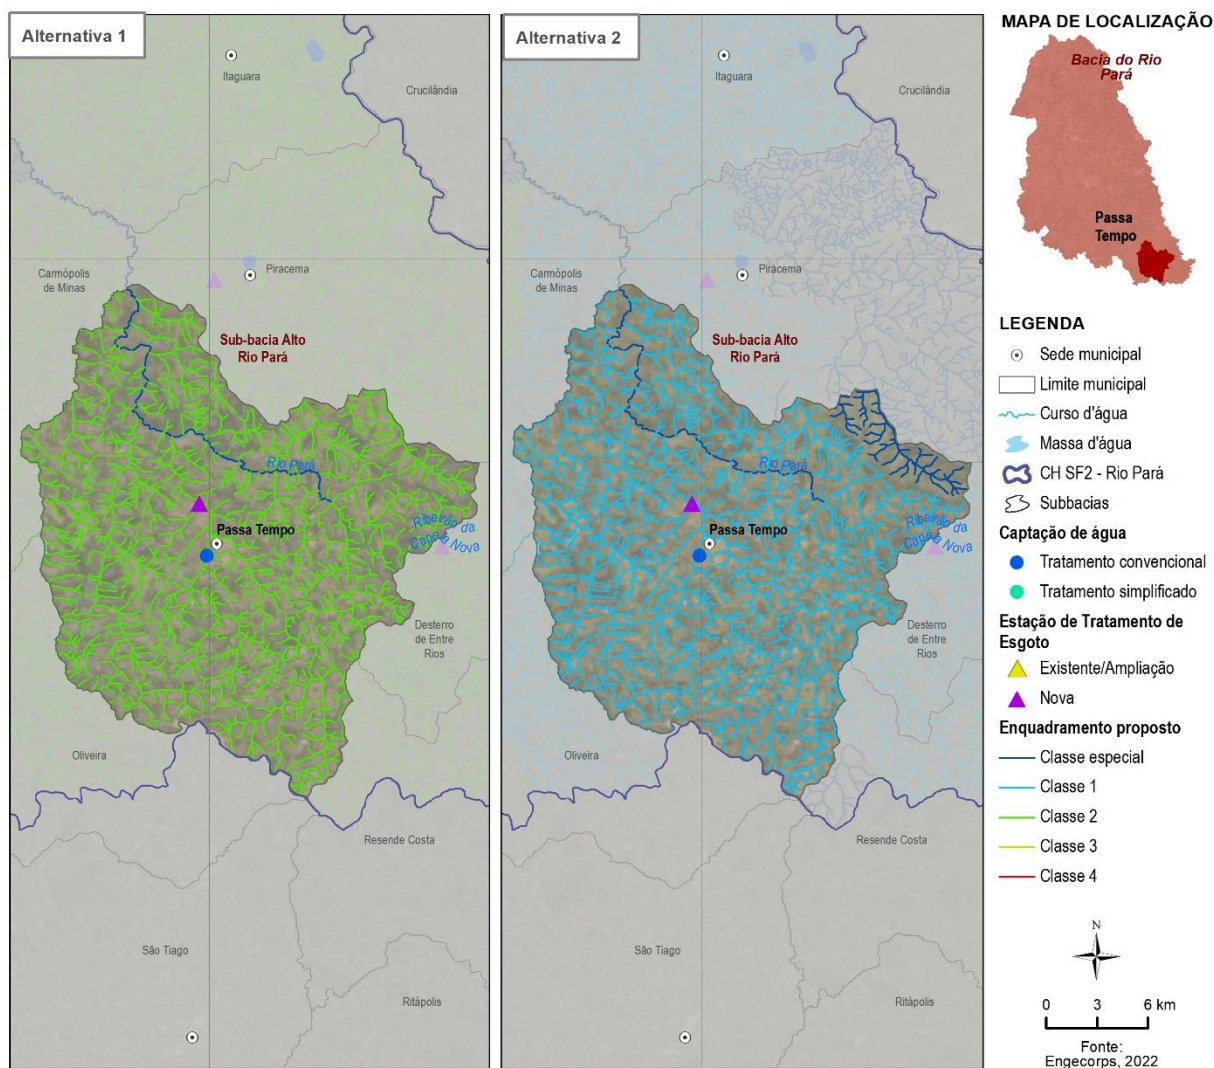 Alternativa 1
Itaguara
Crucilândia
Carmópolis
de Minas
Piracema
Sub-bacia Alto
Rio Pará
Rio Pará
Passa Tempo
Ribeirão da
Capela Nova
Desterro
de Entre
Rios
Oliveira
Resende Costa
São Tiago
Ritápolis
Alternativa 2
Itaguara
Crucilândia
Carmópolis
de Minas
Piracema
Sub-bacia Alto
Rio Pará
Rio Pará
Passa Tempo
Ribeirão da
Capela Nova
Desterro
de Entre
Rios
Oliveira
Resende Costa
São Tiago
Ritápolis
MAPA DE LOCALIZAÇÃO
Bacia do Rio
Pará
Passa
Tempo
LEGENDA
Sede municipal
Limite municipal
Curso d'água
Massa d'água
CH SF2 - Rio Pará
Subbacias
Captação de água
Tratamento convencional
Tratamento simplificado
Estação de Tratamento de
Esgoto
Existente/Ampliação
Nova
Enquadramento proposto
Classe especial
Classe 1
Classe 2
Classe 3
Classe 4
N
0 3 6 km
Fonte:
Engecorps, 2022